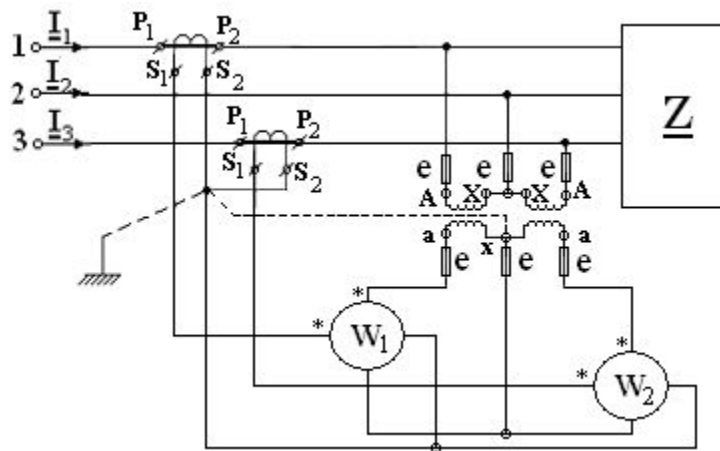 1 I1 P1 P2
S1 S2
2 I2
Z
3 I3 P1 P2
S1 S2
e e e
A X X A
a x a
e e e
* * W1
* * W2